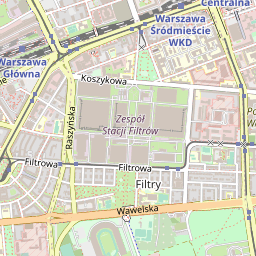 Centralna
Warszawa
Śródmieście
WKD
Warszawa
Główna
Koszykowa
Zespół
Stacji Filtrów
Raszyńska
Filtrowa
Filtrowa
Filtry
Wawelska